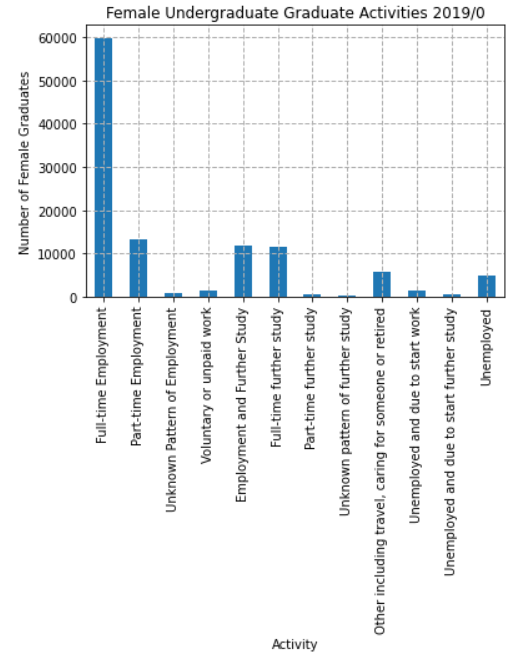 Female Undergraduate Graduate Activities 2019/0
Number of Female Graduates
60000
50000
40000
30000
20000
10000
0
Full-time Employment
Part-time Employment
Unknown Pattern of Employment
Voluntary or unpaid work
Employment and Further Study
Full-time further study
Part-time further study
Unknown pattern of further study
Other including travel, caring for someone or retired
Unemployed and due to start work
Unemployed and due to start further study
Unemployed
Activity